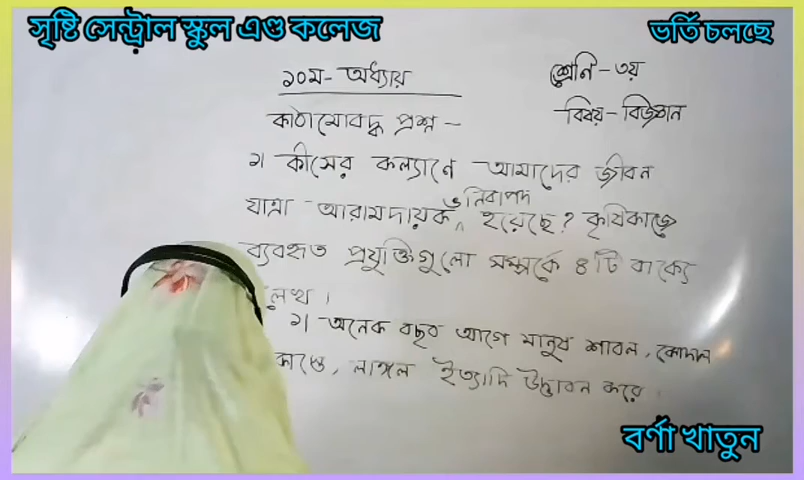 সৃষ্টি সেন্ট্রাল স্কুল এণ্ড কলেজ
ভর্তি চলছে
১০ম- অধ্যায়
শ্রেনি - ৩য়
বিষয় - বিজ্ঞান
কাঠামোবদ্ধ প্রশ্ন -
১। কীসের কল্যানে আমাদের জীবন
যাত্রা আরামদায়ক ও নিরাপদ হয়েছে? কৃষিকাজে
ব্যবহৃত প্রযুক্তিগুলো সম্পর্কে ৪টি বাক্যে
লেখ।
১। অনেক বছর আগে মানুষ শাবল, কোদাল
কাস্তে, লাঙ্গল ইত্যাদি উদ্ভাবন করে।
বর্ণা খাতুন